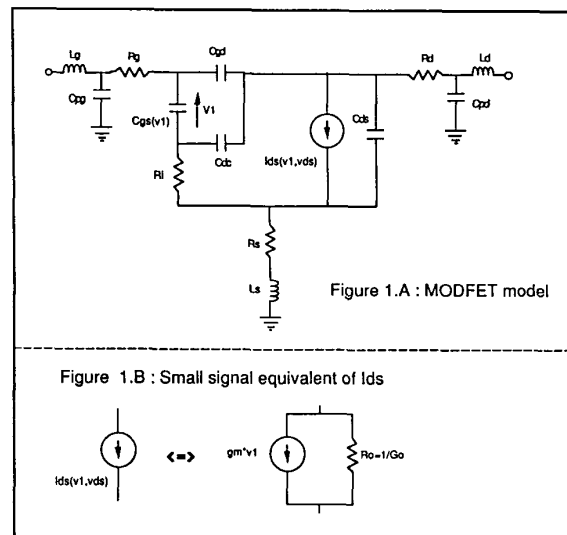 Lg Rg Cgd Rd Ld
Cpg Cgs(v1) V1 Cds Cpd
Cdc
Ri Ids(v1,vds)
Rs
Ls
Figure 1.A : MODFET model
Figure 1.B : Small signal equivalent of Ids
Ids(v1,vds) <=> gm*v1 Ro=1/Go